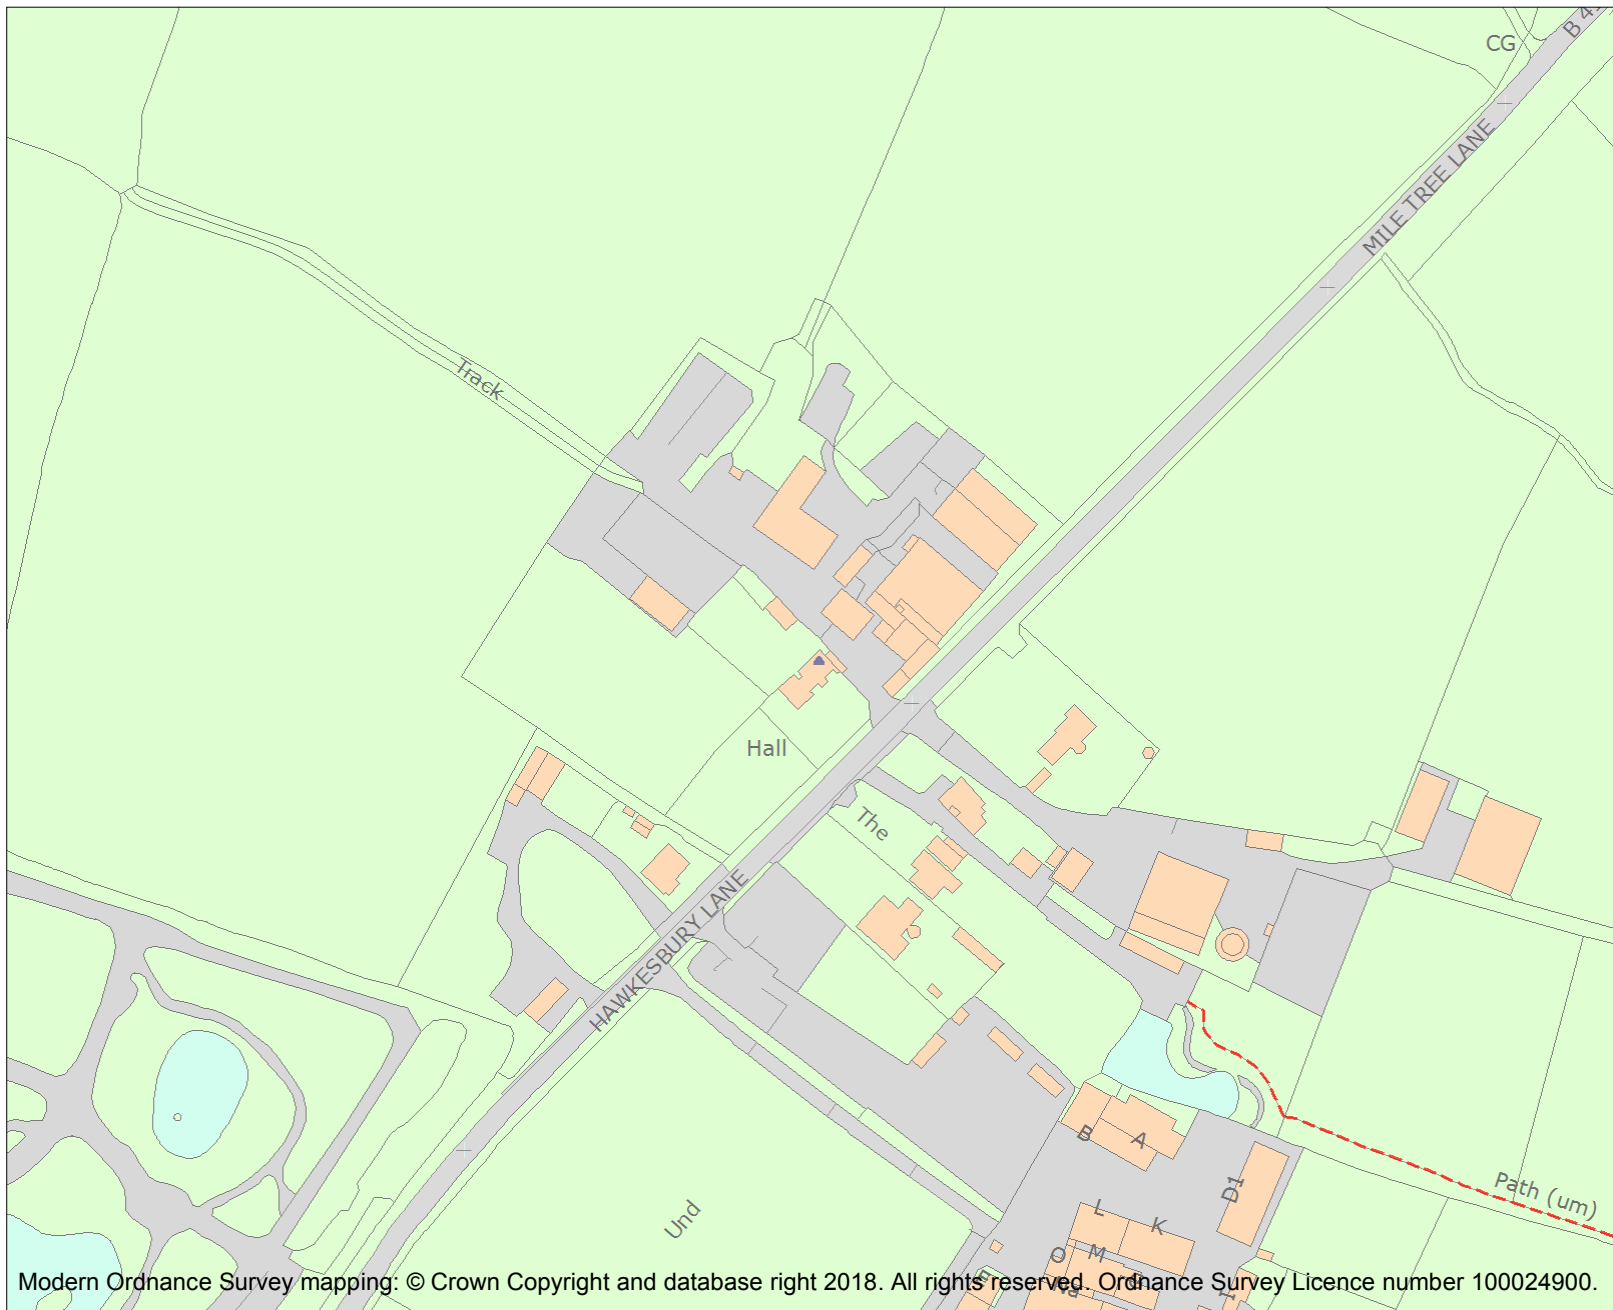 CG
B 4
MILE TREE LANE
Track
Hall
The
HAWKESBURY LANE
B
A
D1
Path (um)
L
K
Und
O
M
Modern Ordnance Survey mapping: © Crown Copyright and database right 2018. All rights reserved. Ordnance Survey Licence number 100024900.